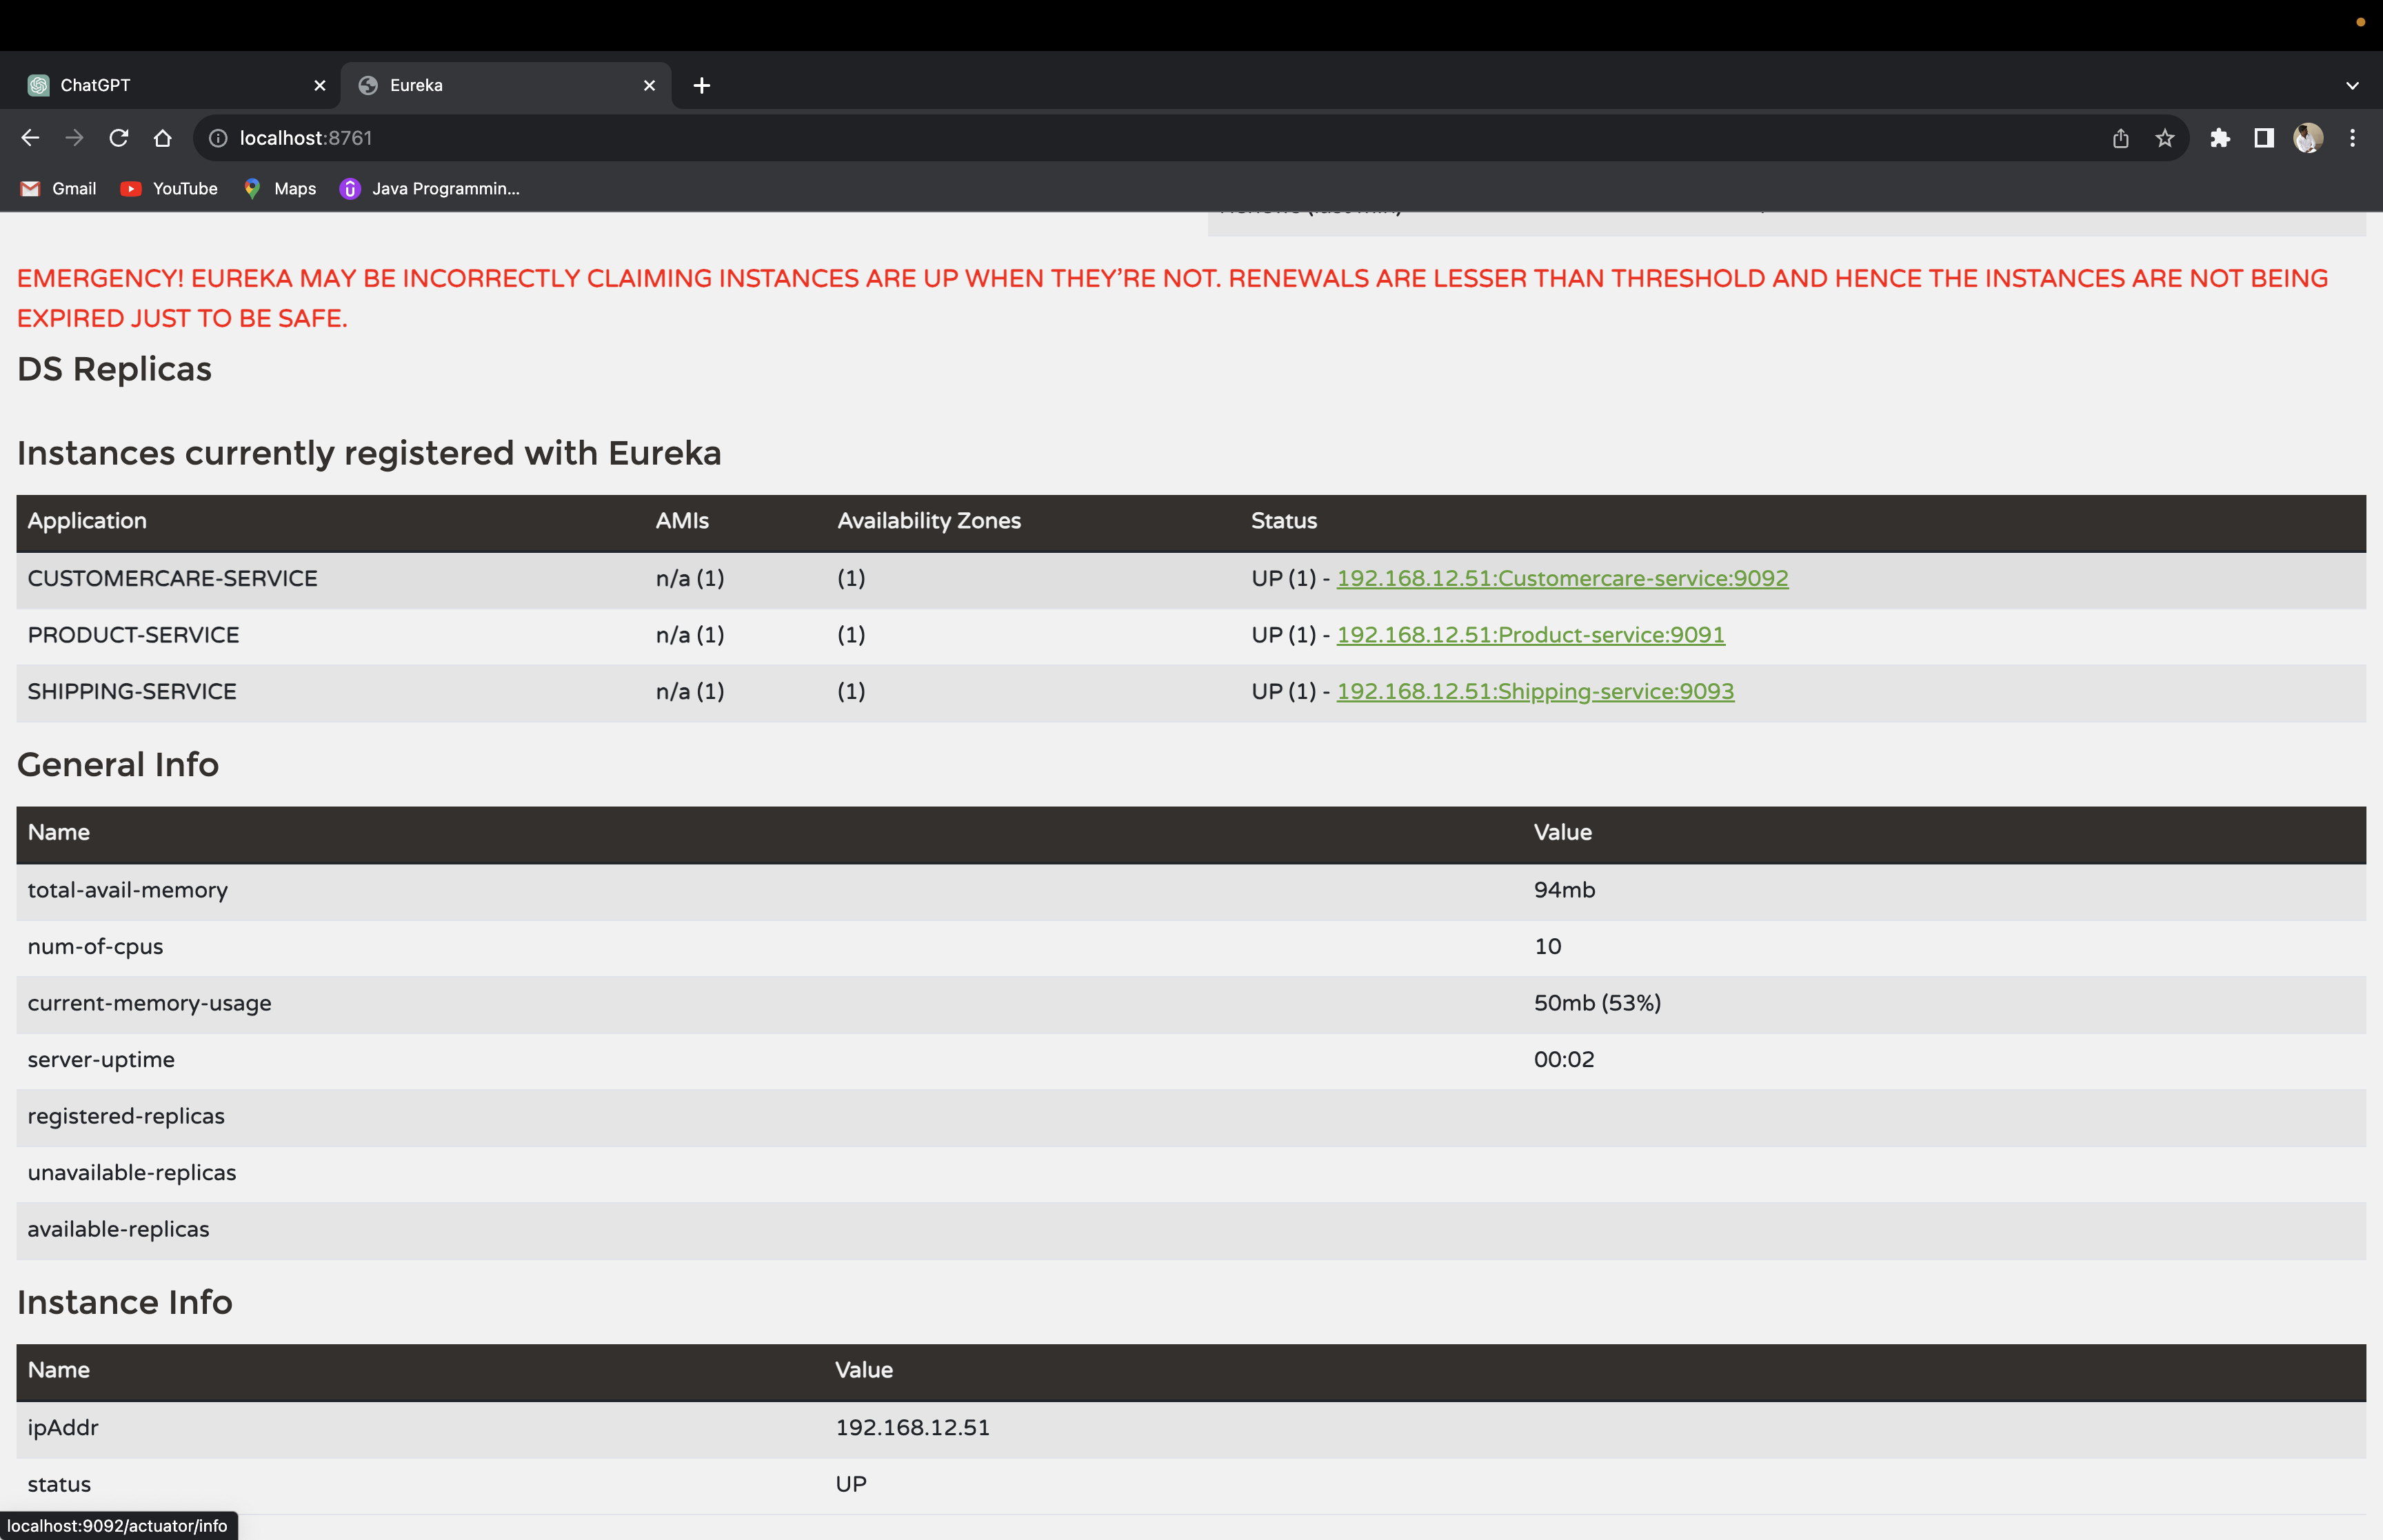 ChatGPT
Eureka
localhost:8761
Gmail
YouTube
Maps
Java Programmin...
EMERGENCY! EUREKA MAY BE INCORRECTLY CLAIMING INSTANCES ARE UP WHEN THEY'RE NOT. RENEWALS ARE LESSER THAN THRESHOLD AND HENCE THE INSTANCES ARE NOT BEING
EXPIRED JUST TO BE SAFE.
DS Replicas
Instances currently registered with Eureka
Application AMIs Availability Zones Status
CUSTOMERCARE-SERVICE n/a (1) (1) UP (1) - 192.168.12.51:Customercare-service:9092
PRODUCT-SERVICE n/a (1) (1) UP (1) - 192.168.12.51:Product-service:9091
SHIPPING-SERVICE n/a (1) (1) UP (1) - 192.168.12.51:Shipping-service:9093
General Info
Name Value
total-avail-memory 94mb
num-of-cpus 10
current-memory-usage 50mb (53%)
server-uptime 00:02
registered-replicas
unavailable-replicas
available-replicas
Instance Info
Name Value
ipAddr 192.168.12.51
status UP
localhost:9092/actuator/info